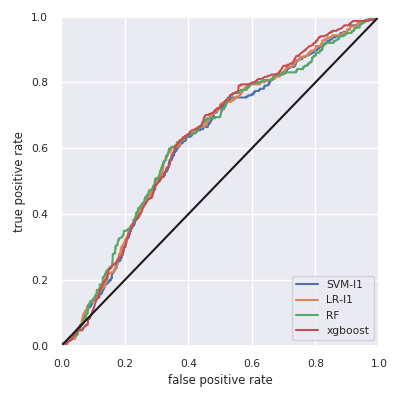 1.0
0.8
0.6
0.4
0.2
0.0
true positive rate
0.0 0.2 0.4 0.6 0.8 1.0
false positive rate
SVM-l1
LR-l1
RF
xgboost